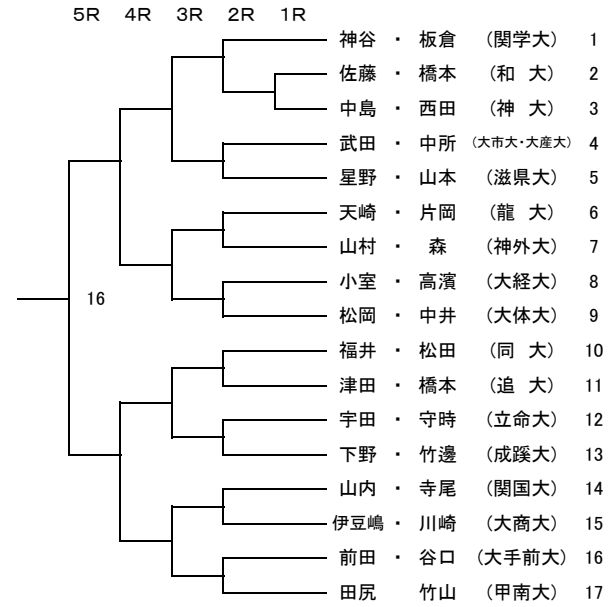 5R 4R 3R 2R 1R
神谷 ・ 板倉 (関学大) 1
佐藤 ・ 橋本 (和 大) 2
中島 ・ 西田 (神 大) 3
武田 ・ 中所 (大市大・大産大) 4
星野 ・ 山本 (滋県大) 5
天崎 ・ 片岡 (龍 大) 6
山村 ・ 森 (神外大) 7
小室 ・ 高濱 (大経大) 8
16
松岡 ・ 中井 (大体大) 9
福井 ・ 松田 (同 大) 10
津田 ・ 橋本 (追 大) 11
宇田 ・ 守時 (立命大) 12
下野 ・ 竹邊 (成蹊大) 13
山内 ・ 寺尾 (関国大) 14
伊豆嶋 ・ 川崎 (大商大) 15
前田 ・ 谷口 (大手前大) 16
田尻 竹山 (甲南大) 17